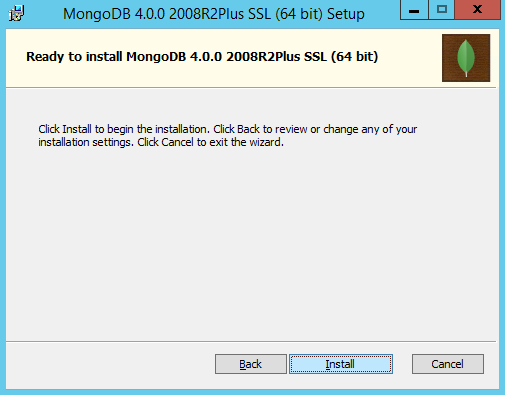 MongoDB 4.0.0 2008R2Plus SSL (64 bit) Setup
Ready to install MongoDB 4.0.0 2008R2Plus SSL (64 bit)
Click Install to begin the installation. Click Back to review or change any of your
installation settings. Click Cancel to exit the wizard.
Back Install Cancel